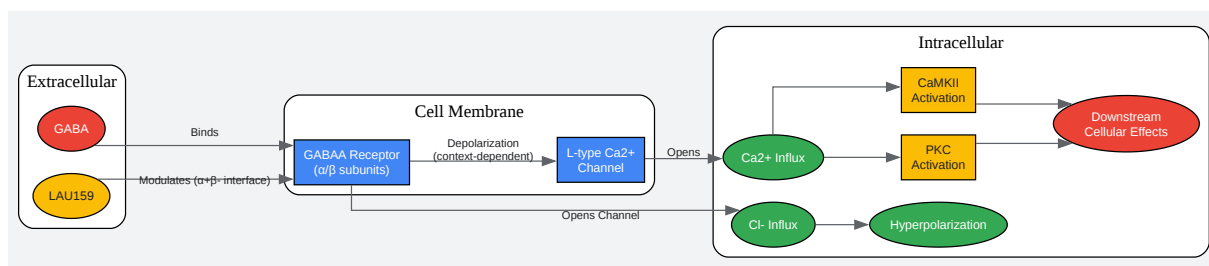 Extracellular
GABA
LAU159
Binds
Modulates (α+β- interface)
Cell Membrane
GABAA Receptor
(α/β subunits)
Depolarization
(context-dependent)
L-type Ca2+
Channel
Opens
Opens Channel
Intracellular
Ca2+ Influx
CaMKII
Activation
PKC
Activation
Downstream
Cellular Effects
Cl- Influx
Hyperpolarization